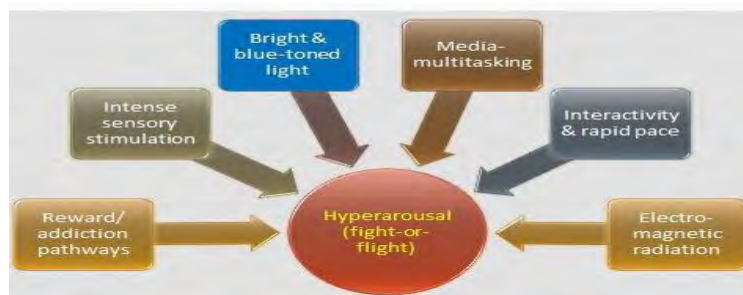 Bright &
blue-toned
light
Media-
multitasking
Intense
sensory
stimulation
Interactivity
& rapid pace
Reward/
addiction
pathways
Hyperarousal
(fight-or-
flight)
Electro-
magnetic
radiation